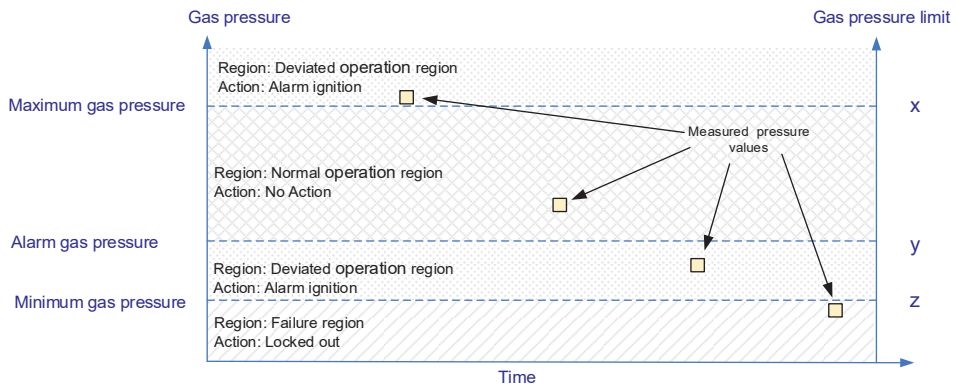 Gas pressure
Gas pressure limit
Region: Deviated operation region
Action: Alarm ignition
Maximum gas pressure
x
Measured pressure
values
Region: Normal operation region
Action: No Action
Alarm gas pressure
y
Region: Deviated operation region
Action: Alarm ignition
Minimum gas pressure
z
Region: Failure region
Action: Locked out
Time